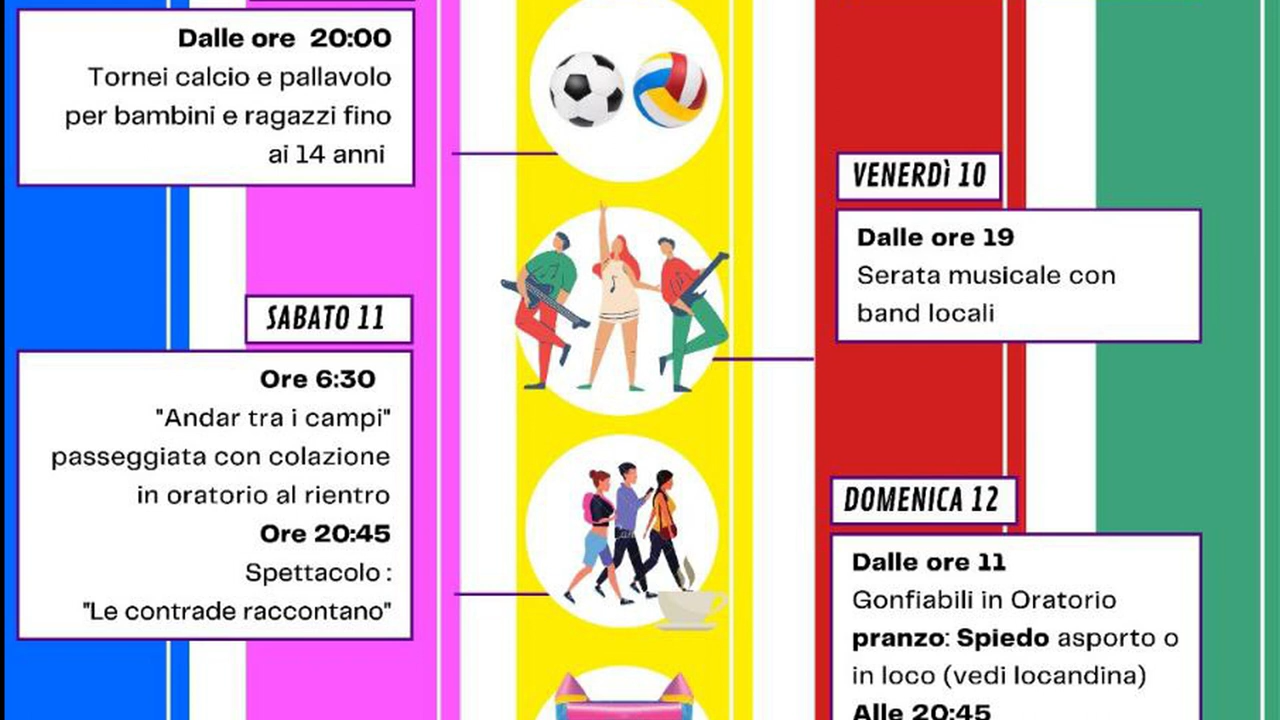 Dalle ore 20:00
Tornei calcio e pallavolo
per bambini e ragazzi fino
ai 14 anni
VENERDÌ 10
Dalle ore 19
Serata musicale con
band locali
SABATO 11
Ore 6:30
"Andar tra i campi"
passeggiata con colazione
in oratorio al rientro
Ore 20:45
Spettacolo :
"Le contrade raccontano"
DOMENICA 12
Dalle ore 11
Gonfiabili in Oratorio
pranzo: Spiedo asporto o
in loco (vedi locandina)
Alle 20:45